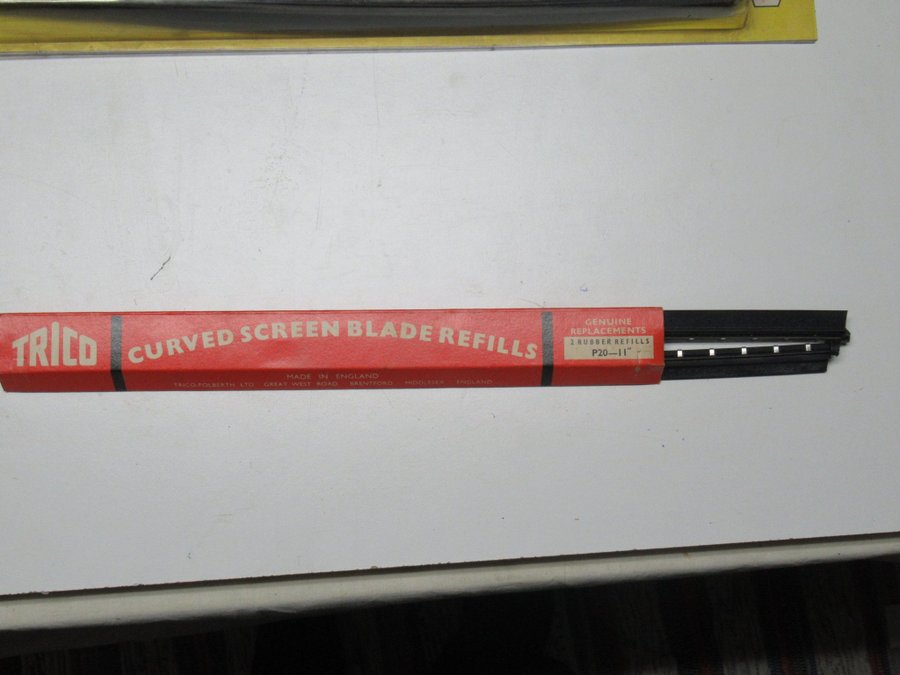 TRICO
CURVED SCREEN BLADE REFILLS
MADE IN ENGLAND
TRICO-FOLBERTH LTD GREAT WEST ROAD BRENTFORD MIDDLESEX ENGLAND
GENUINE
REPLACEMENTS
2 RUBBER REFILLS
P20—11"